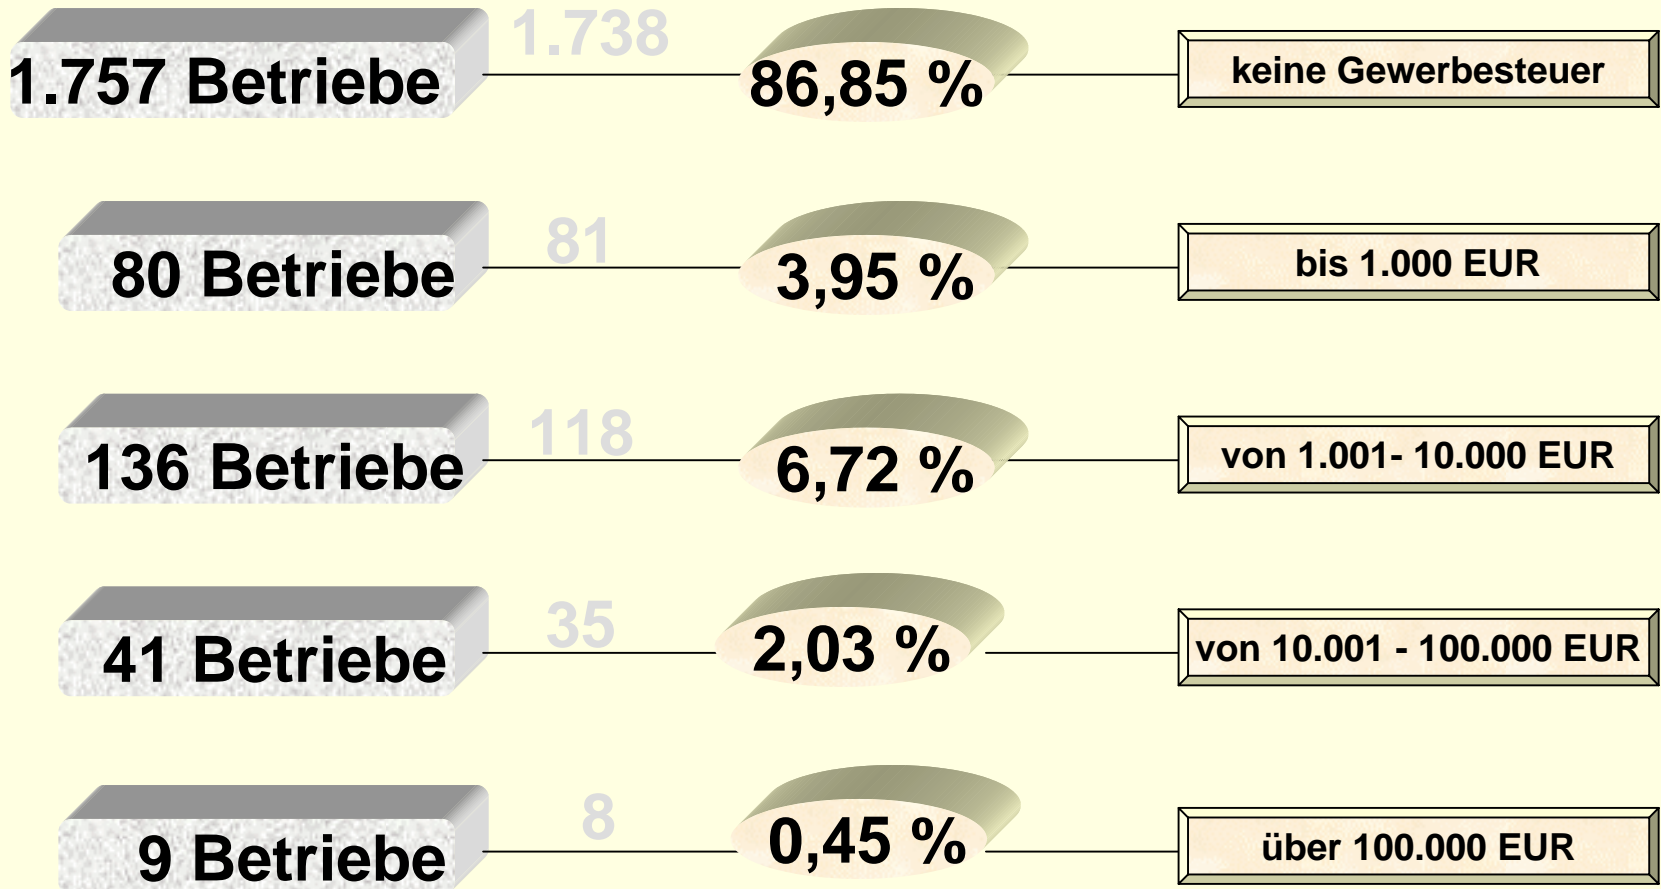 1.757 Betriebe 1.738 86,85 % keine Gewerbesteuer
80 Betriebe 81 3,95 % bis 1.000 EUR
136 Betriebe 118 6,72 % von 1.001- 10.000 EUR
41 Betriebe 35 2,03 % von 10.001 - 100.000 EUR
9 Betriebe 8 0,45 % über 100.000 EUR